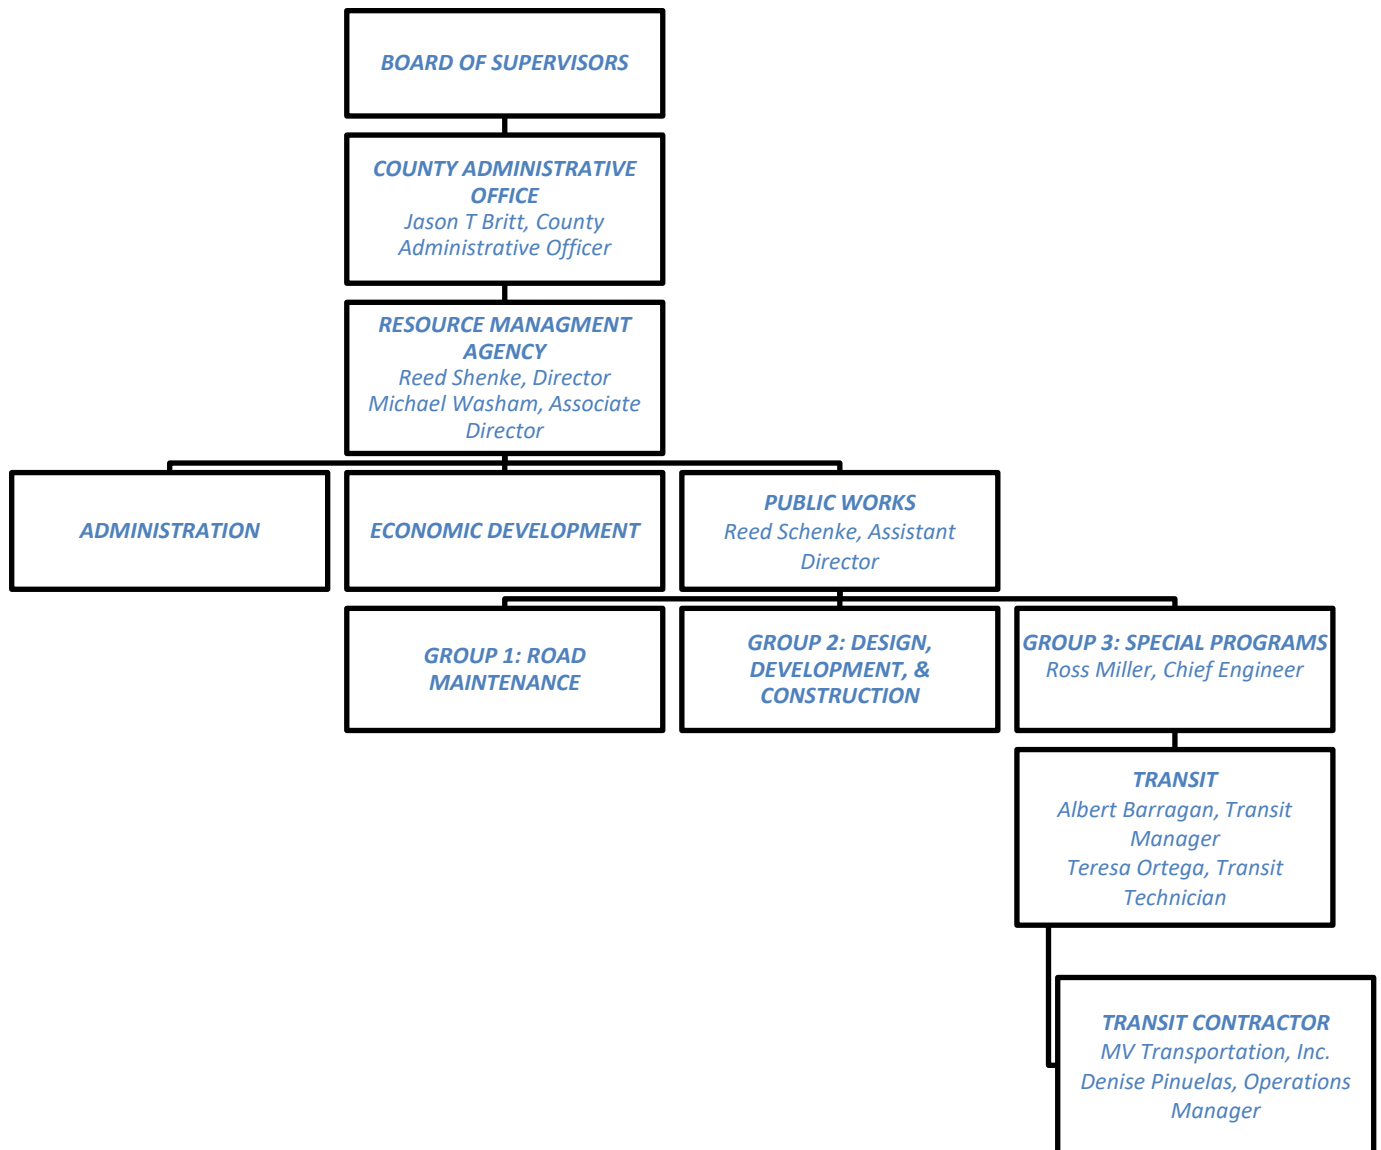 BOARD OF SUPERVISORS
COUNTY ADMINISTRATIVE
OFFICE
Jason T Britt, County
Administrative Officer
RESOURCE MANAGMENT
AGENCY
Reed Shenke, Director
Michael Washam, Associate
Director
ADMINISTRATION
ECONOMIC DEVELOPMENT
PUBLIC WORKS
Reed Schenke, Assistant
Director
GROUP 1: ROAD
MAINTENANCE
GROUP 2: DESIGN,
DEVELOPMENT, &
CONSTRUCTION
GROUP 3: SPECIAL PROGRAMS
Ross Miller, Chief Engineer
TRANSIT
Albert Barragan, Transit
Manager
Teresa Ortega, Transit
Technician
TRANSIT CONTRACTOR
MV Transportation, Inc.
Denise Pinuelas, Operations
Manager